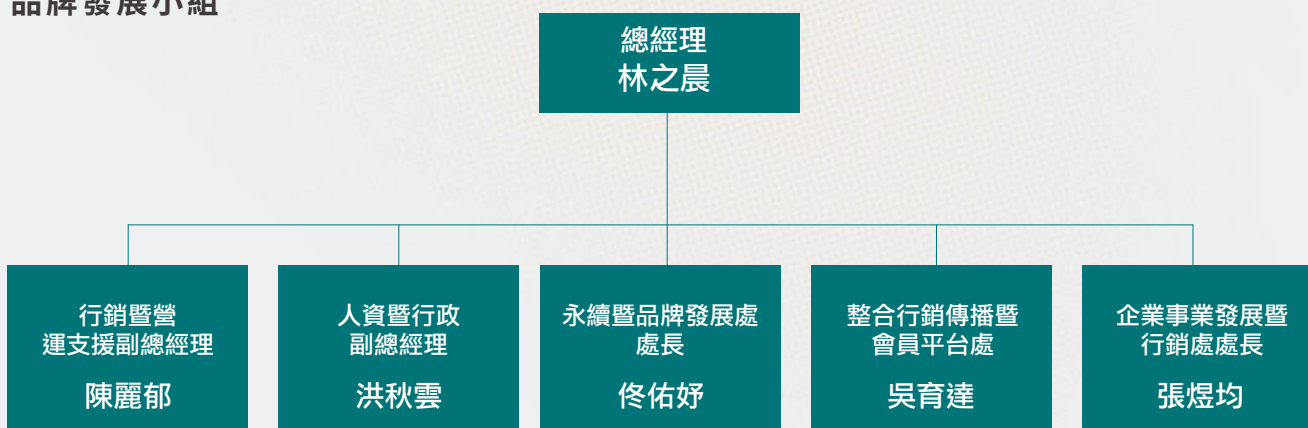 品牌發展小組
總經理
林之晨
行銷暨營
運支援副總經理
陳麗郁
人資暨行政
副總經理
洪秋雲
永續暨品牌發展處
處長
佟佑妤
整合行銷傳播暨
會員平台處
吳育達
企業事業發展暨
行銷處處長
張煜均